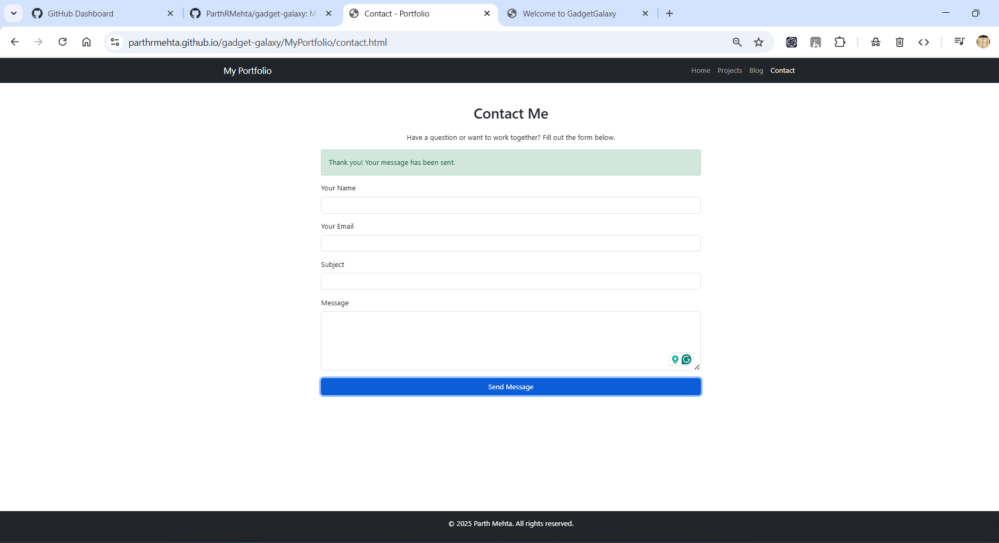 GitHub Dashboard
ParthRMehta/gadget-galaxy: M
Contact - Portfolio
Welcome to GadgetGalaxy
parthrmehta.github.io/gadget-galaxy/MyPortfolio/contact.html
My Portfolio
Home Projects Blog Contact
Contact Me
Have a question or want to work together? Fill out the form below.
Thank you! Your message has been sent.
Your Name
Your Email
Subject
Message
Send Message
© 2025 Parth Mehta. All rights reserved.